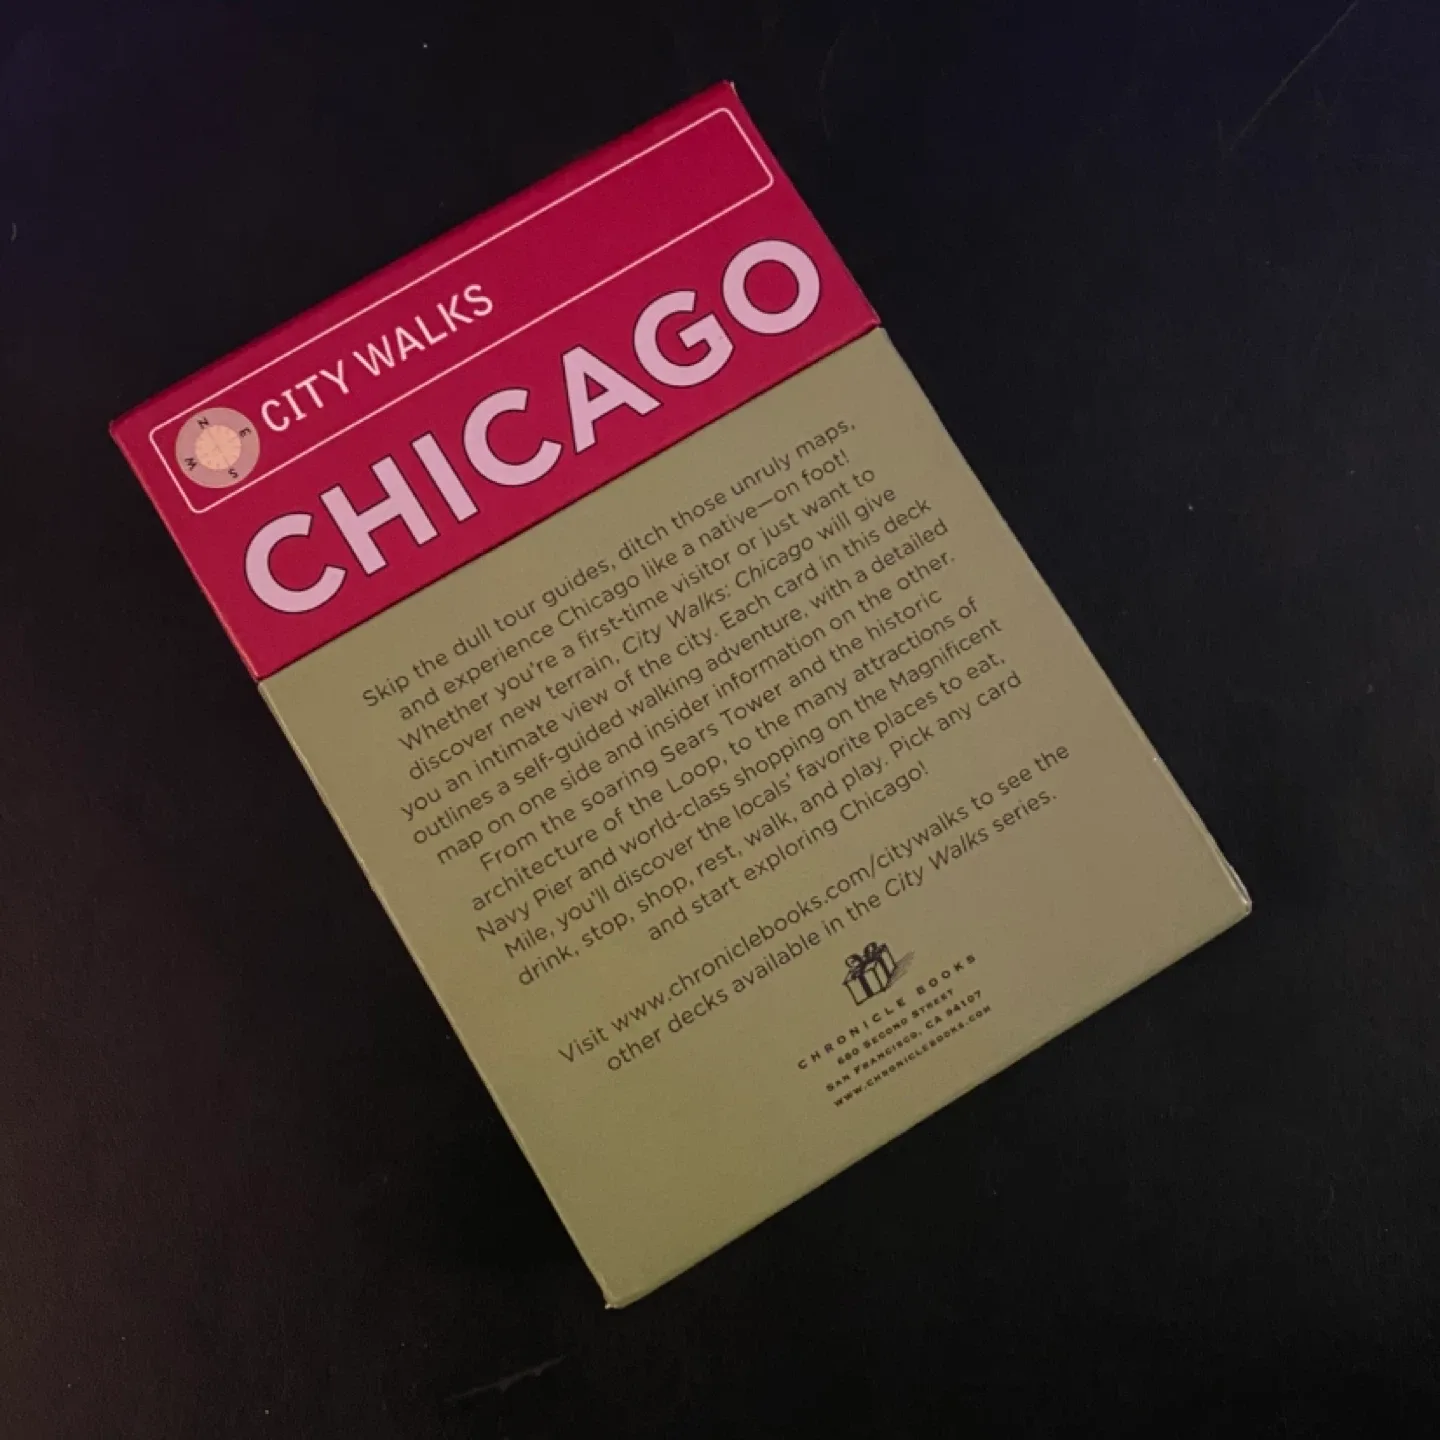 N
E
W
S
CITY WALKS
CHICAGO
Skip the dull tour guides, ditch those unruly maps,
and experience Chicago like a native—on foot!
Whether you're a first-time visitor or just want to
discover new terrain, City Walks: Chicago will give
you an intimate view of the city. Each card in this deck
outlines a self-guided walking adventure, with a detailed
map on one side and insider information on the other.
From the soaring Sears Tower and the historic
architecture of the Loop, to the many attractions of
Navy Pier and world-class shopping on the Magnificent
Mile, you'll discover the locals' favorite places to eat,
drink, stop, shop, rest, walk, and play. Pick any card
and start exploring Chicago!
Visit www.chroniclebooks.com/citywalks to see the
other decks available in the City Walks series.
CHRONICLE BOOKS
680 SECOND STREET
SAN FRANCISCO, CA 94107
WWW.CHRONICLEBOOKS.COM